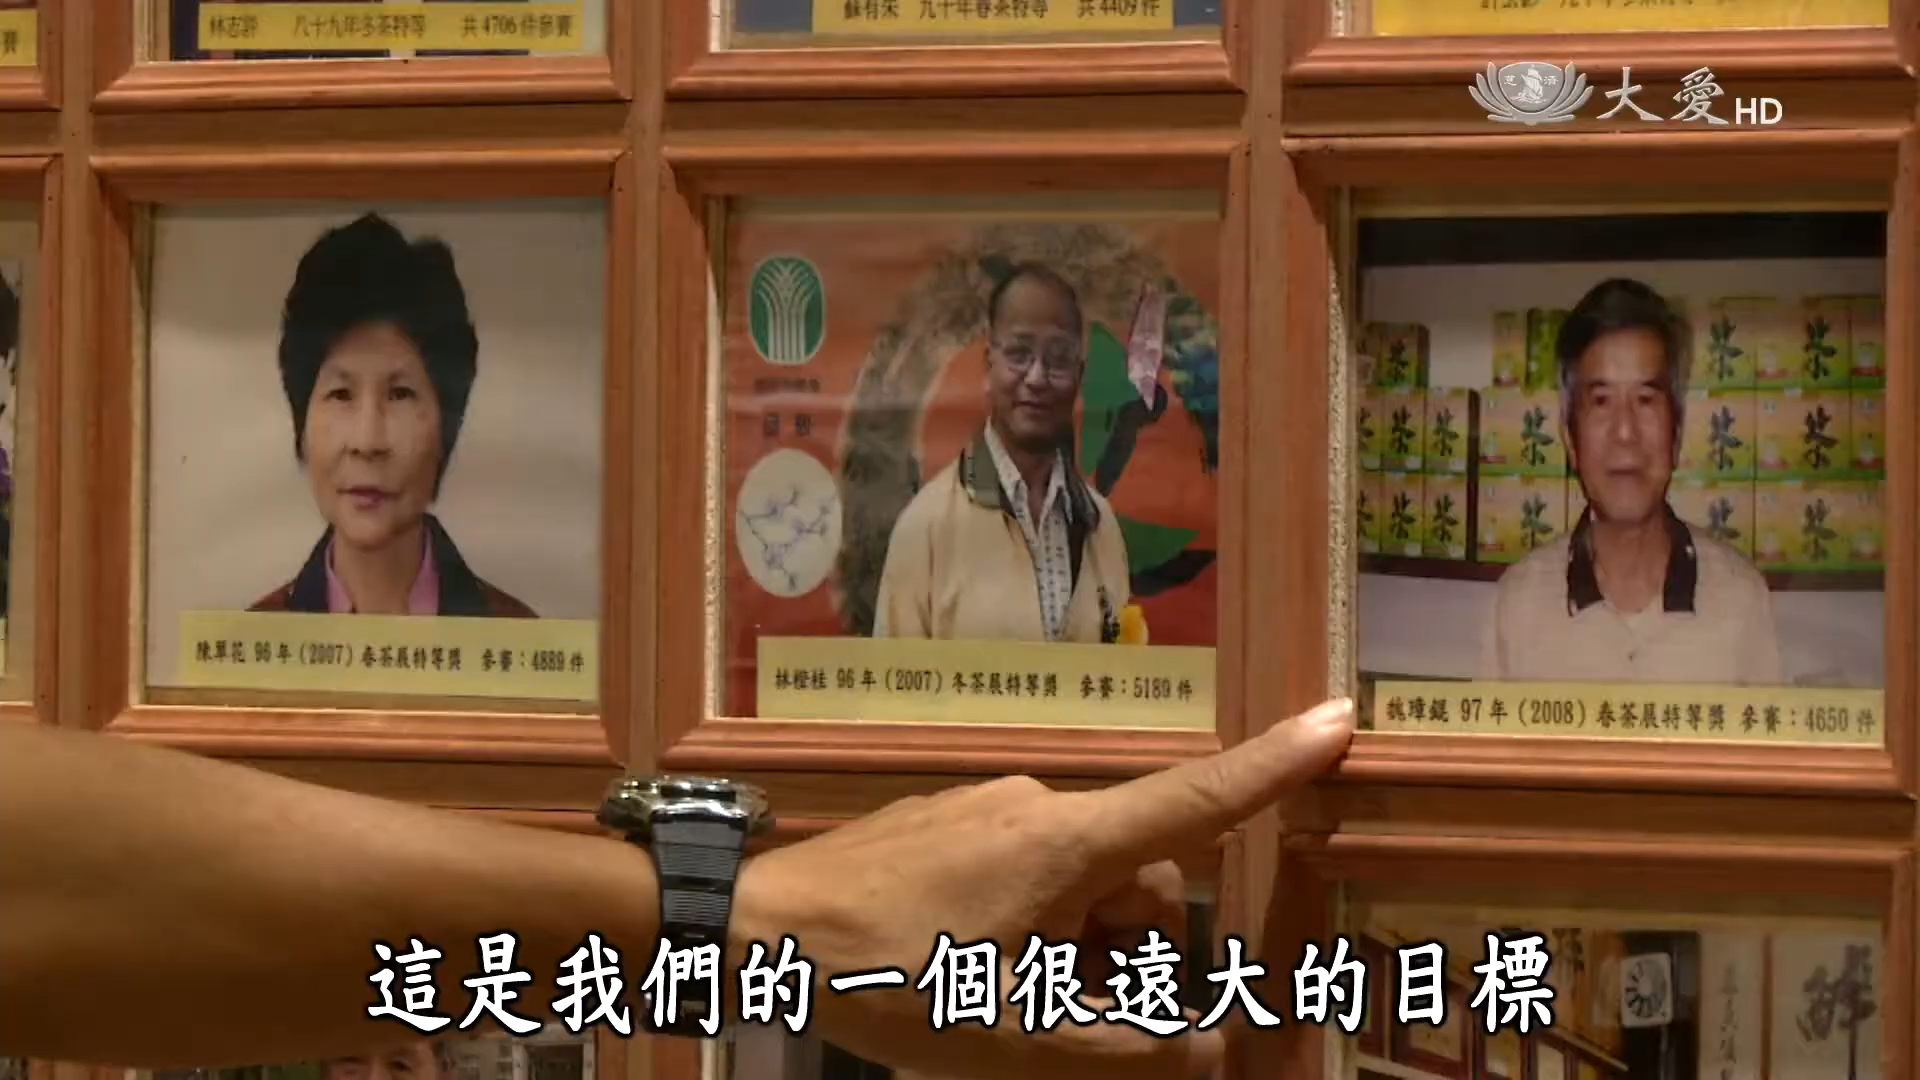 林志評 八十九年冬茶特等 共4706件參賽
蘇有朱 九十年春茶特等 共4409件
大愛HD
陳翠花 96年(2007)春茶展特等獎 參賽：4889件
林橙桂 96年(2007)冬茶展特等獎 參賽：5189件
魏璋錕 97年(2008)春茶展特等獎 參賽：4650件
茶
這是我們的一個很遠大的目標